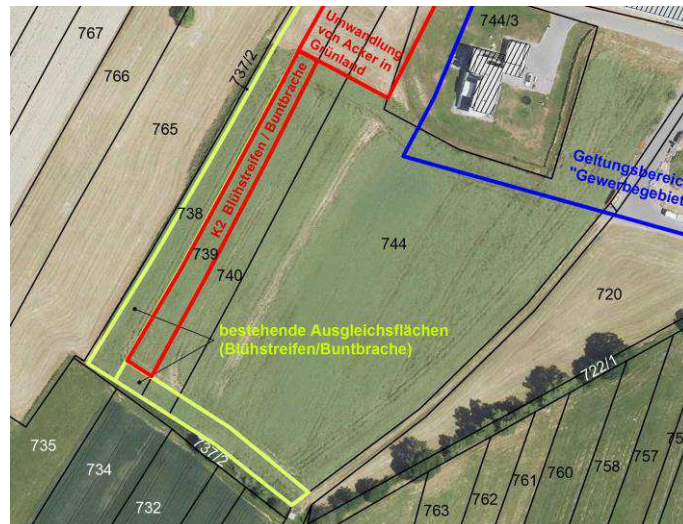 767
766
765
737/2
Umwandlung
von Acker in
Grünland
744/3
Geltungsbereic
"Gewerbegebiet
K2 Blühstreifen / Buntbrache
738
739
740
744
720
bestehende Ausgleichsflächen
(Blühstreifen/Buntbrache)
722/1
735
734
732
737/2
763
762
761
760
758
757